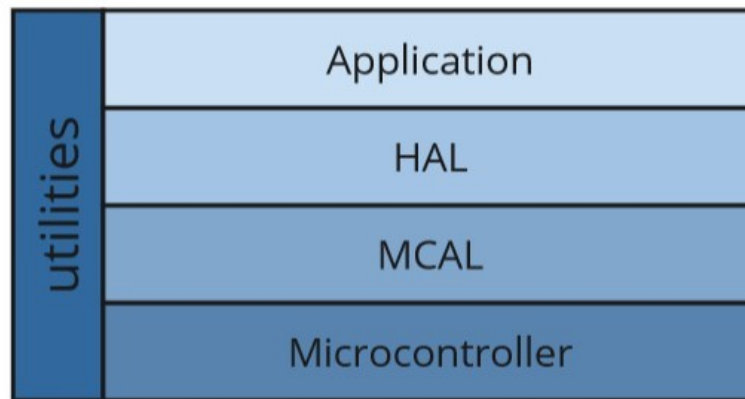 utilities
Application
HAL
MCAL
Microcontroller